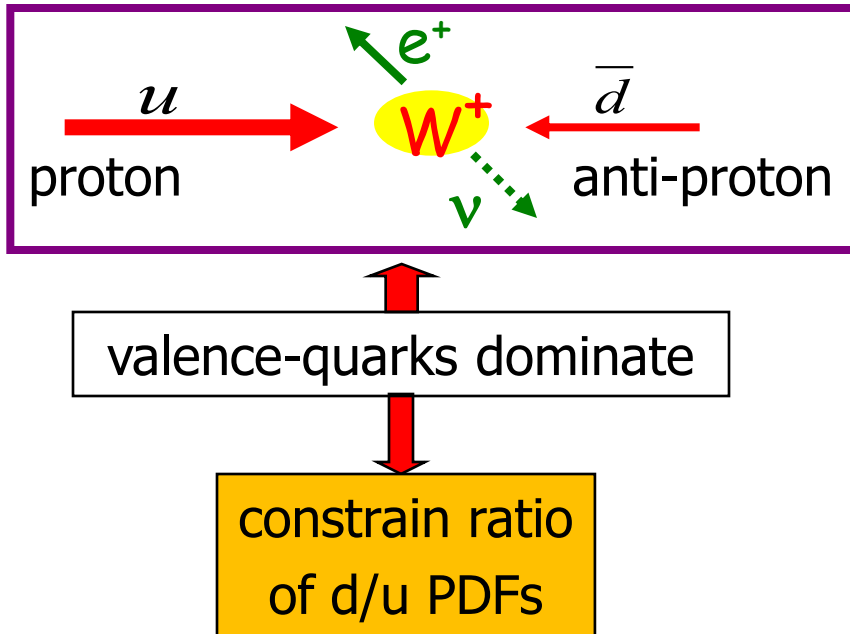 e⁺
u
d̅
W⁺
proton
anti-proton
ν
valence-quarks dominate
constrain ratio
of d/u PDFs